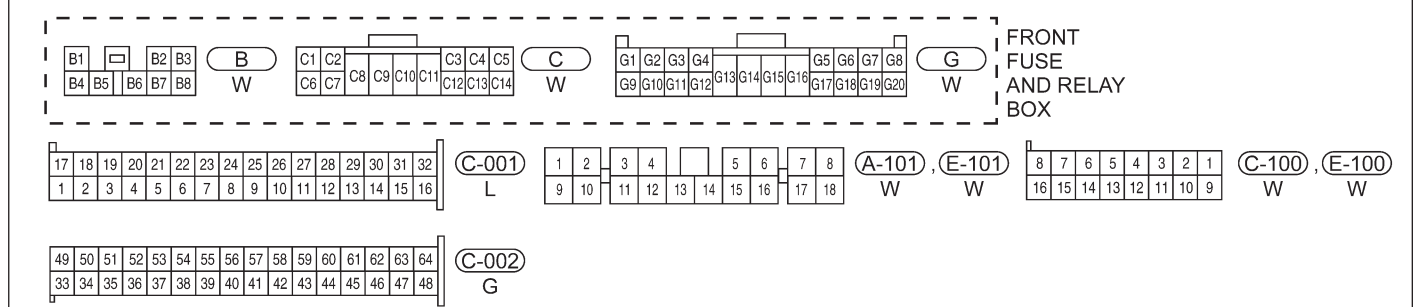 FRONT
FUSE
AND RELAY
BOX
B1 B2 B3
B4 B5 B6 B7 B8
B
W
C1 C2 C3 C4 C5
C8 C9 C10 C11
C6 C7 C12 C13 C14
C
W
G1 G2 G3 G4 G5 G6 G7 G8
G13 G14 G15 G16
G9 G10 G11 G12 G17 G18 G19 G20
G
W
17 18 19 20 21 22 23 24 25 26 27 28 29 30 31 32
1 2 3 4 5 6 7 8 9 10 11 12 13 14 15 16
C-001
L
1 2 3 4 5 6 7 8
9 10 11 12 13 14 15 16 17 18
A-101 , E-101
W W
8 7 6 5 4 3 2 1
16 15 14 13 12 11 10 9
C-100 , E-100
W W
49 50 51 52 53 54 55 56 57 58 59 60 61 62 63 64
33 34 35 36 37 38 39 40 41 42 43 44 45 46 47 48
C-002
G